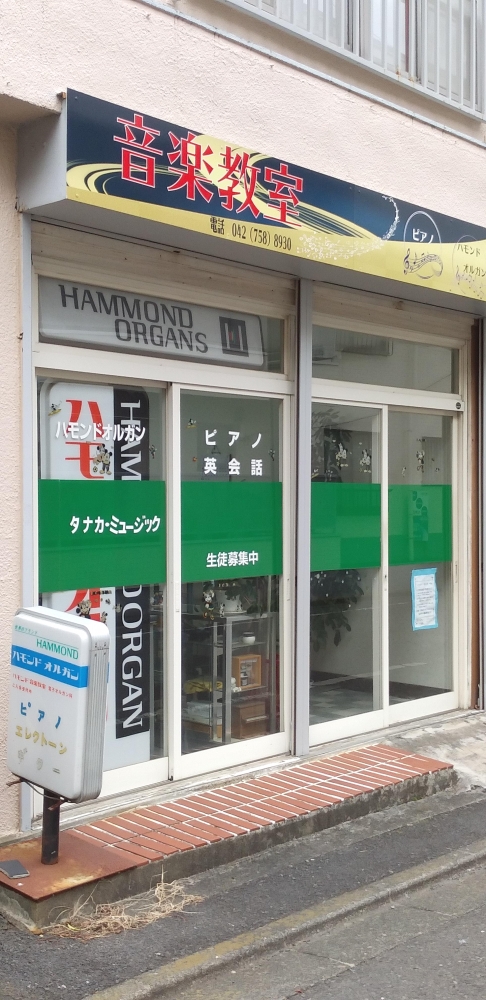 音楽教室
電話 042 (758) 8930
ピアノ
ハモンド
オルガン
HAMMOND
ORGANS
ハモンドオルガン
タナカ・ミュージック
ピアノ
英会話
生徒募集中
HAMMOND
ハモンド オルガン
ピアノ
エレクトーン